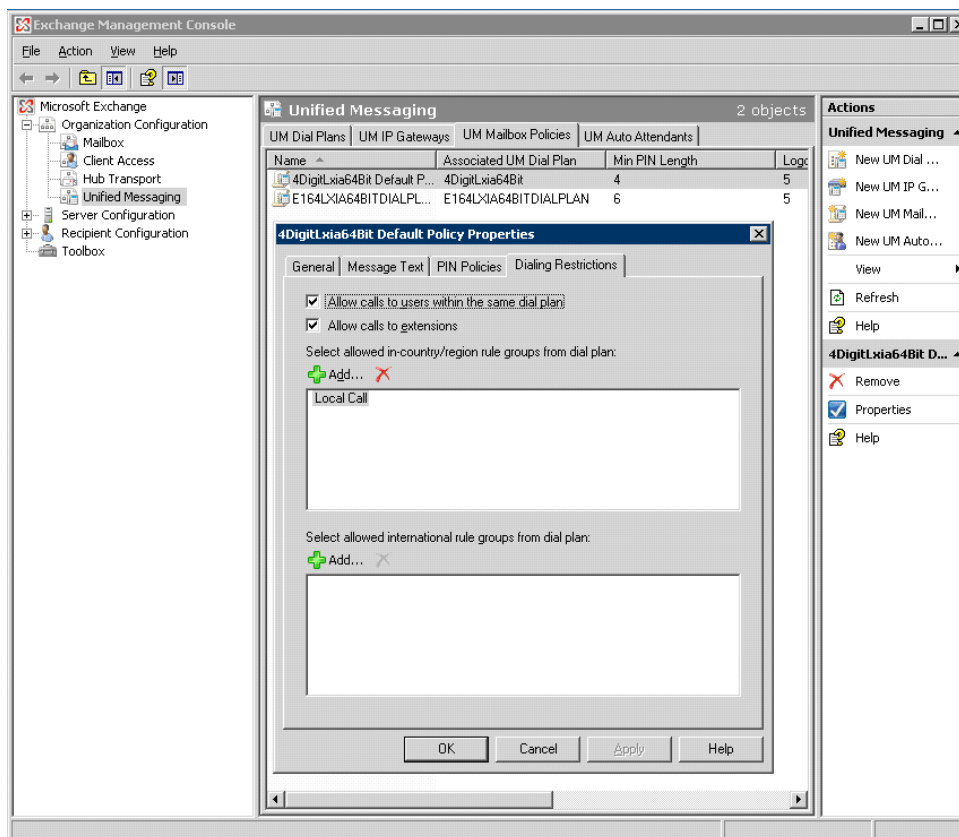 Exchange Management Console
File Action View Help
Microsoft Exchange
Organization Configuration
Mailbox
Client Access
Hub Transport
Unified Messaging
Server Configuration
Recipient Configuration
Toolbox
Unified Messaging 2 objects
UM Dial Plans UM IP Gateways UM Mailbox Policies UM Auto Attendants
Name Associated UM Dial Plan Min PIN Length Logo
4DigitLxia64Bit Default P... 4DigitLxia64Bit 4 5
E164LXIA64BITDIALPL... E164LXIA64BITDIALPLAN 6 5
4DigitLxia64Bit Default Policy Properties
General Message Text PIN Policies Dialing Restrictions
Allow calls to users within the same dial plan
Allow calls to extensions
Select allowed in-country/region rule groups from dial plan:
Add...
Local Call
Select allowed international rule groups from dial plan:
Add...
OK Cancel Apply Help
Actions
Unified Messaging
New UM Dial ...
New UM IP G...
New UM Mail...
New UM Auto...
View
Refresh
Help
4DigitLxia64Bit D...
Remove
Properties
Help